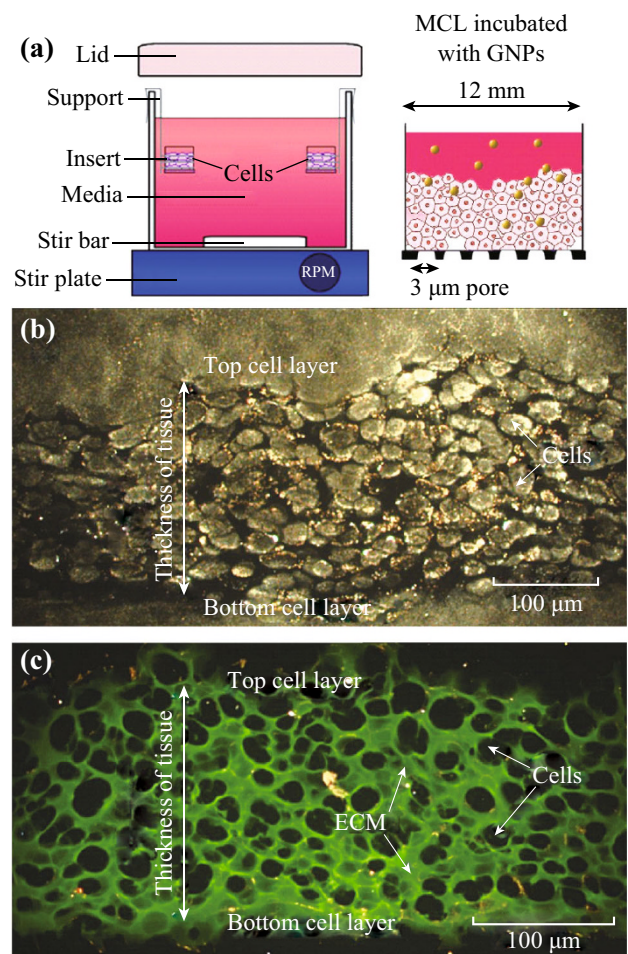 (a)
Lid
Support
Insert
Cells
Media
Stir bar
Stir plate
RPM
MCL incubated
with GNPs
12 mm
3 μm pore
(b)
Top cell layer
Thickness of tissue
Cells
Bottom cell layer
100 μm
(c)
Top cell layer
Thickness of tissue
Cells
ECM
Bottom cell layer
100 μm